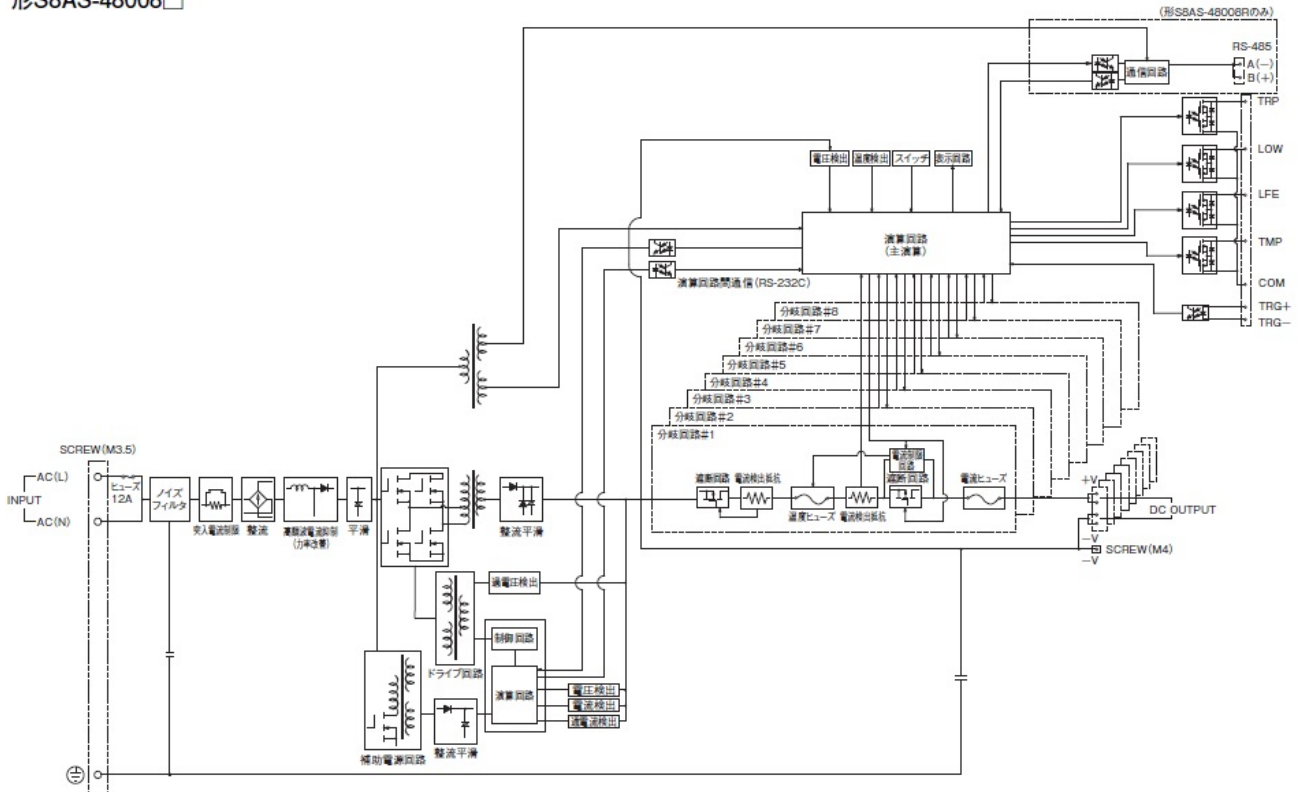 形S8AS-48008□
(形S8AS-48008Rのみ)
RS-485
A(−)
B(+)
通信回路
TRP
LOW
LFE
TMP
COM
TRG+
TRG−
電圧検出
温度検出
スイッチ
表示回路
演算回路
(主演算)
演算回路間通信(RS-232C)
分岐回路#8
分岐回路#7
分岐回路#6
分岐回路#5
分岐回路#4
分岐回路#3
分岐回路#2
分岐回路#1
電流制限
回路
遮断回路
電流検出抵抗
遮断回路
電流ヒューズ
温度ヒューズ
電流検出抵抗
+V
DC OUTPUT
−V
SCREW(M4)
−V
SCREW(M3.5)
AC(L)
INPUT
AC(N)
ヒューズ
12A
ノイズ
フィルタ
突入電流制限
整流
高調波電流抑制
(力率改善)
平滑
整流平滑
過電圧検出
制御回路
ドライブ回路
演算回路
電圧検出
電流検出
過電流検出
整流平滑
補助電源回路